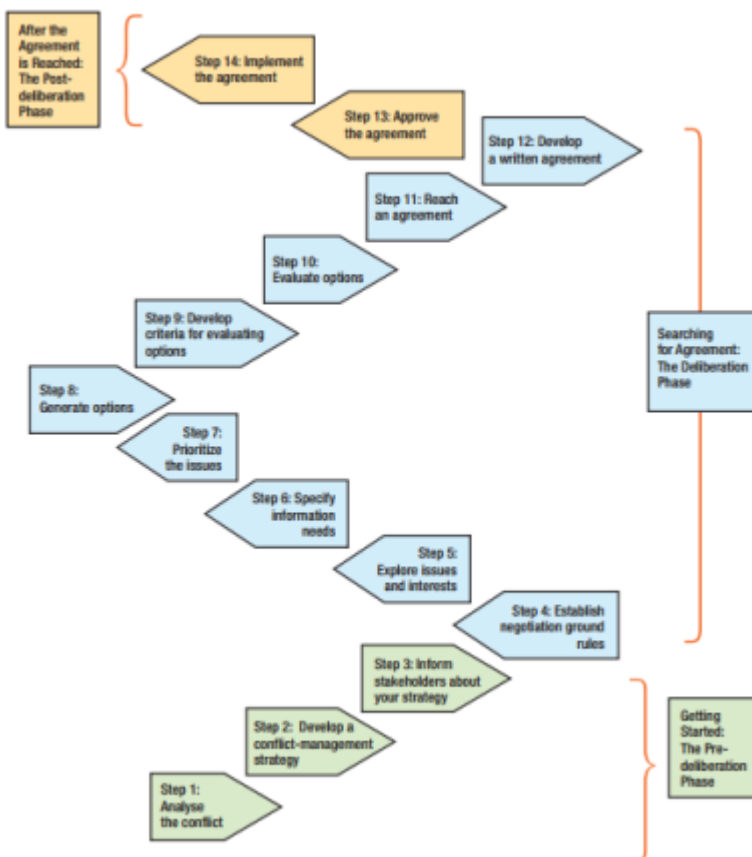 After the
Agreement
is Reached:
The Post-
deliberation
Phase
Step 14: Implement
the agreement
Step 13: Approve
the agreement
Step 12: Develop
a written agreement
Step 11: Reach
an agreement
Step 10:
Evaluate options
Step 9: Develop
criteria for evaluating
options
Searching
for Agreement:
The Deliberation
Phase
Step 8:
Generate options
Step 7:
Prioritize
the issues
Step 6: Specify
information
needs
Step 5:
Explore issues
and interests
Step 4: Establish
negotiation ground
rules
Step 3: Inform
stakeholders about
your strategy
Step 2: Develop a
conflict-management
strategy
Getting
Started:
The Pre-
deliberation
Phase
Step 1:
Analyse
the conflict